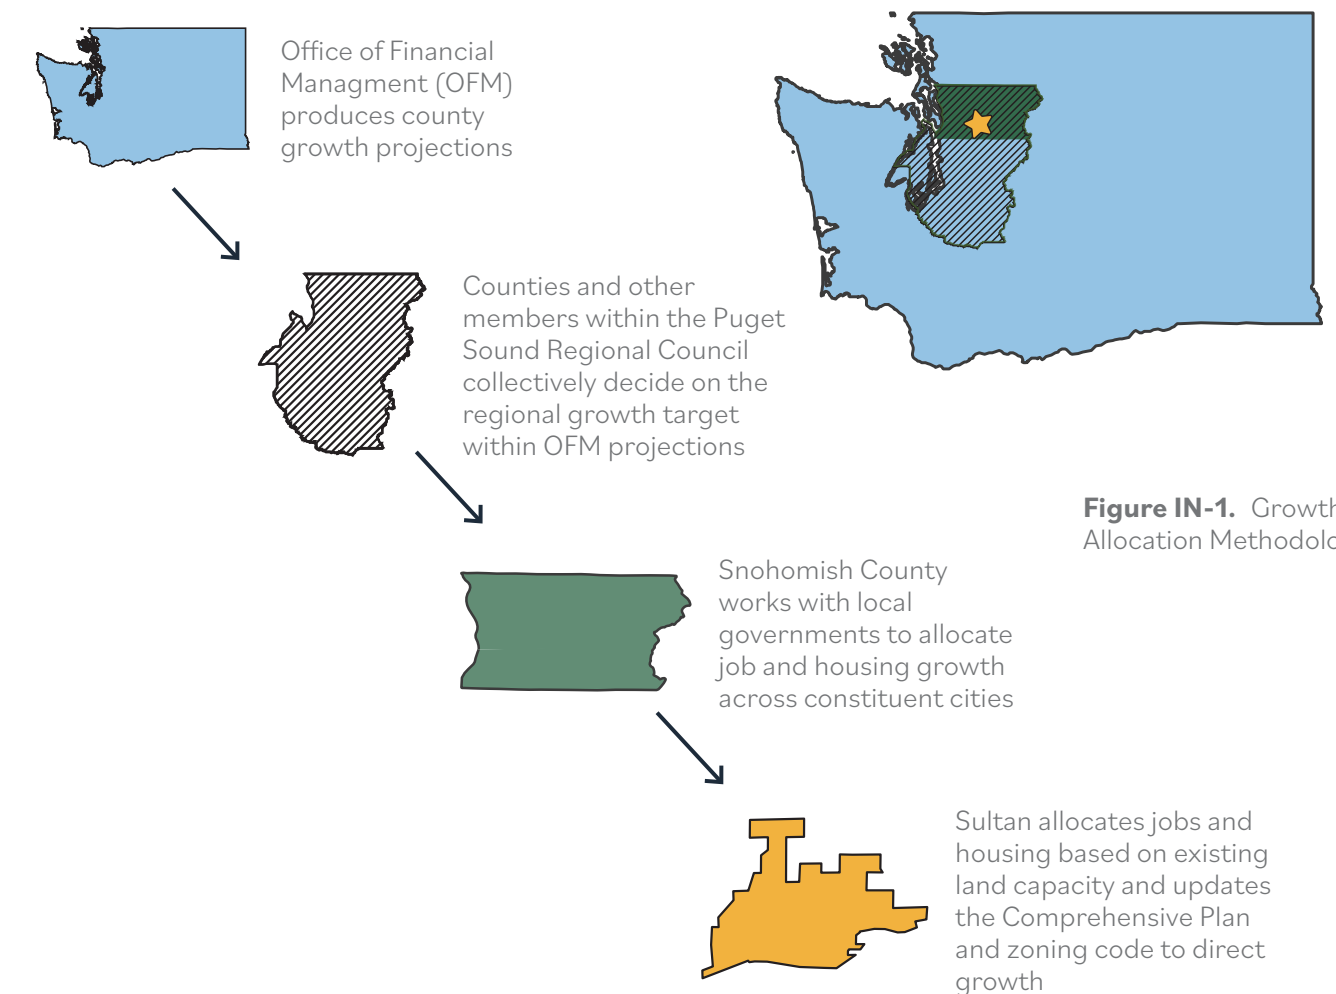 Office of Financial
Managment (OFM)
produces county
growth projections
Counties and other
members within the Puget
Sound Regional Council
collectively decide on the
regional growth target
within OFM projections
Figure IN-1. Growth
Allocation Methodolo
Snohomish County
works with local
governments to allocate
job and housing growth
across constituent cities
Sultan allocates jobs and
housing based on existing
land capacity and updates
the Comprehensive Plan
and zoning code to direct
growth